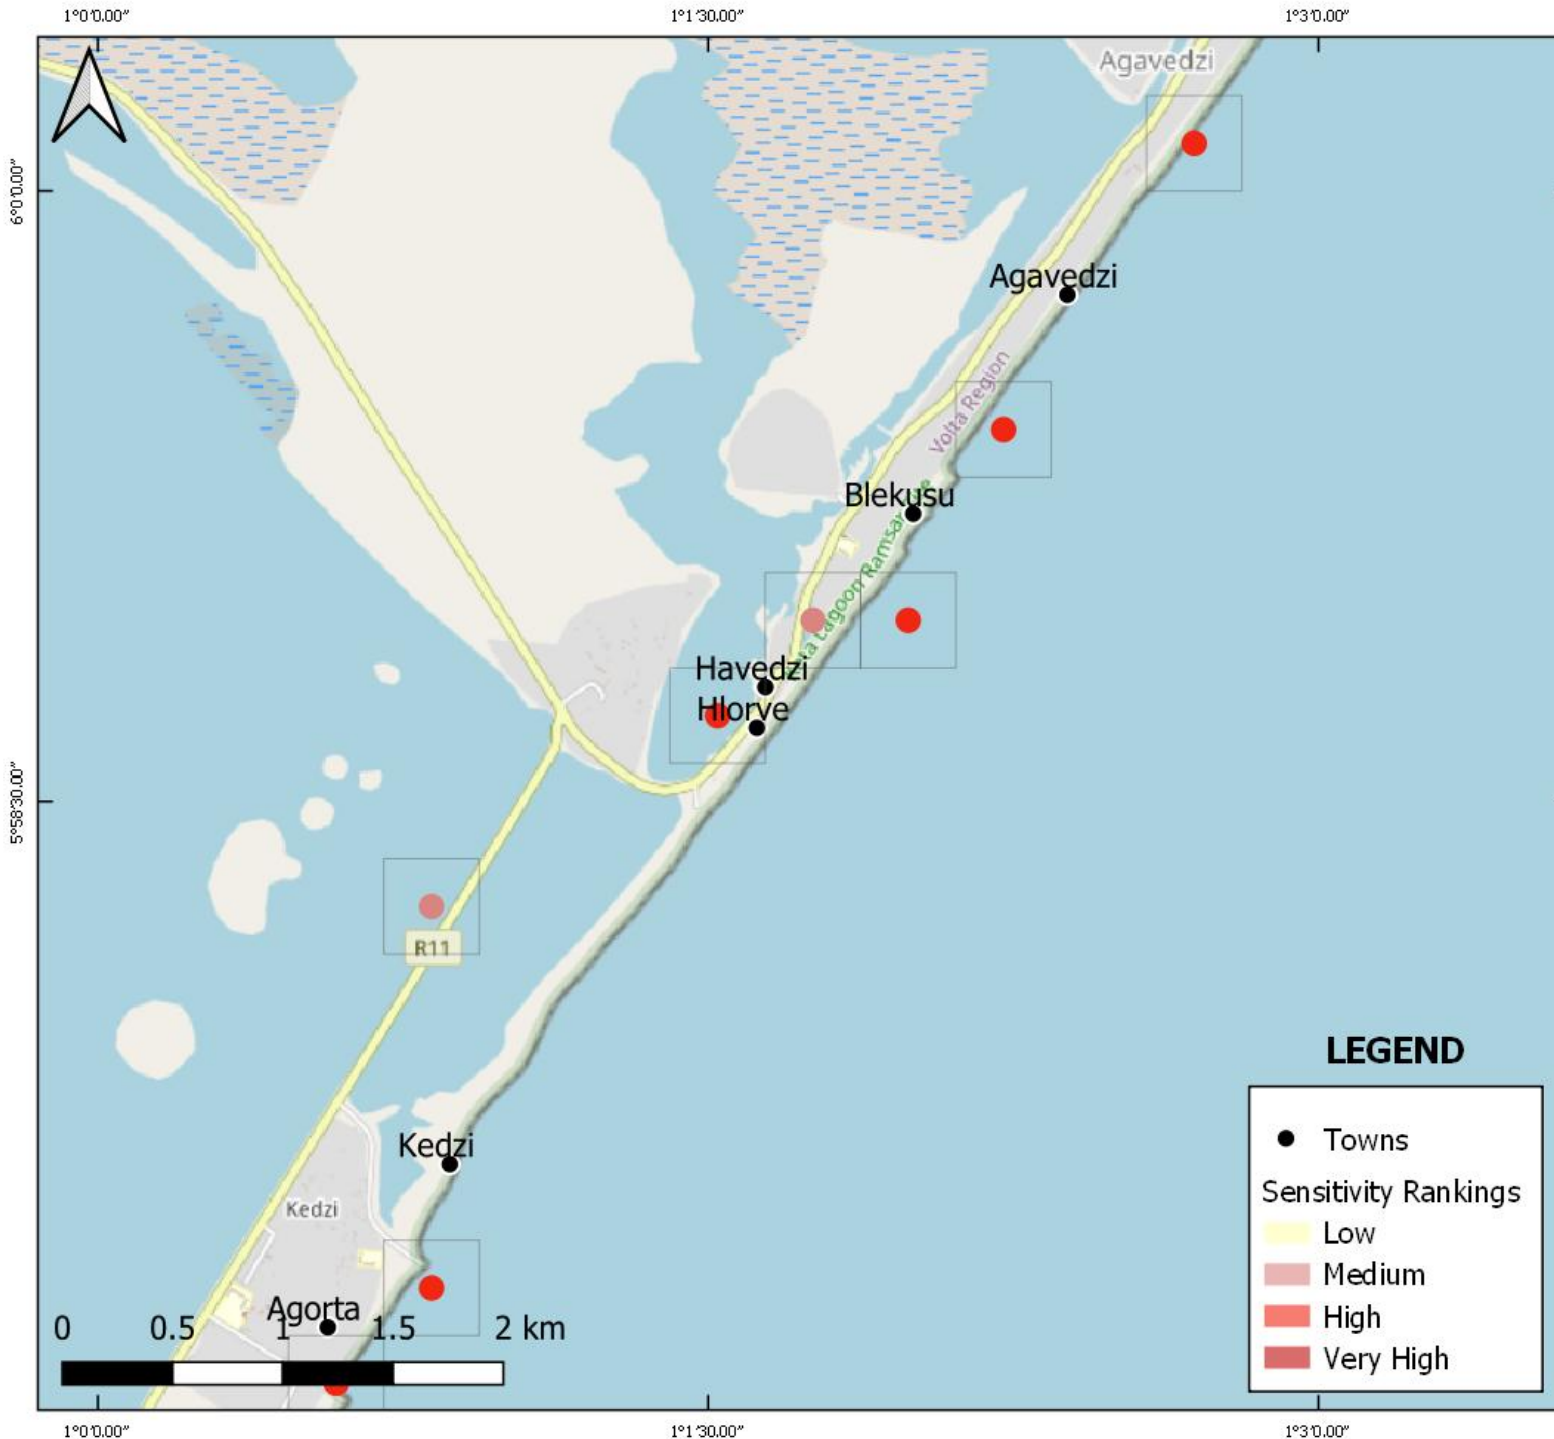 1°0'0.00"
1°1'30.00"
1°3'0.00"
Agavedzi
6°0'0.00"
Agavedzi
Volta Region
Blekusu
Lagoon Ramsar
Havedzi
Hlorve
5°58'30.00"
R11
LEGEND
Towns
Sensitivity Rankings
Low
Medium
High
Very High
Kedzi
Kedzi
Agorta
0 0.5 1 1.5 2 km
1°0'0.00"
1°1'30.00"
1°3'0.00"